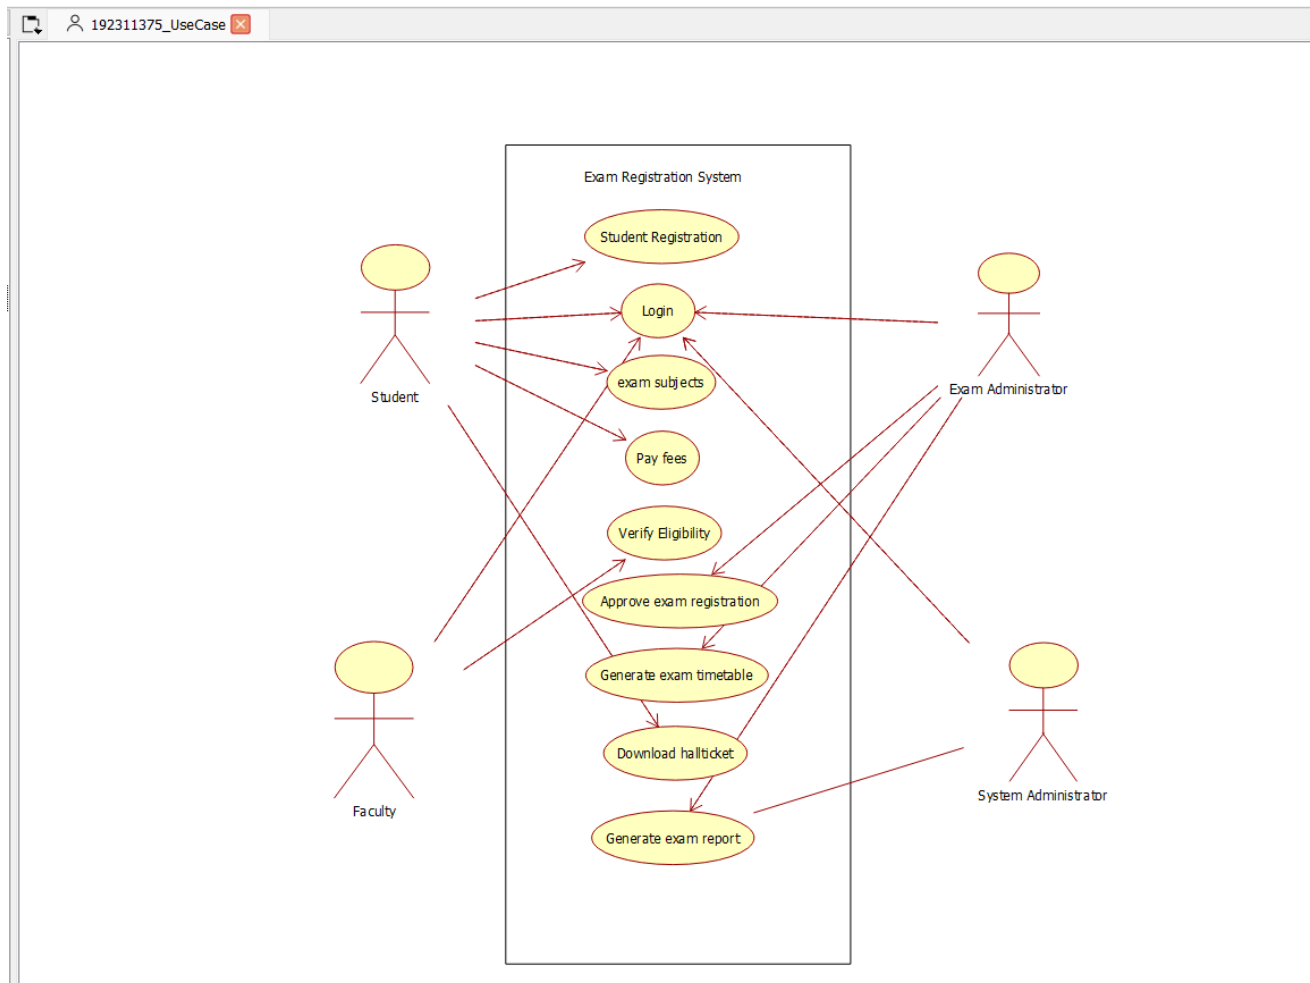 192311375_UseCase
Exam Registration System
Student Registration
Login
exam subjects
Pay fees
Verify Eligibility
Approve exam registration
Generate exam timetable
Download hallticket
Generate exam report
Student
Faculty
Exam Administrator
System Administrator